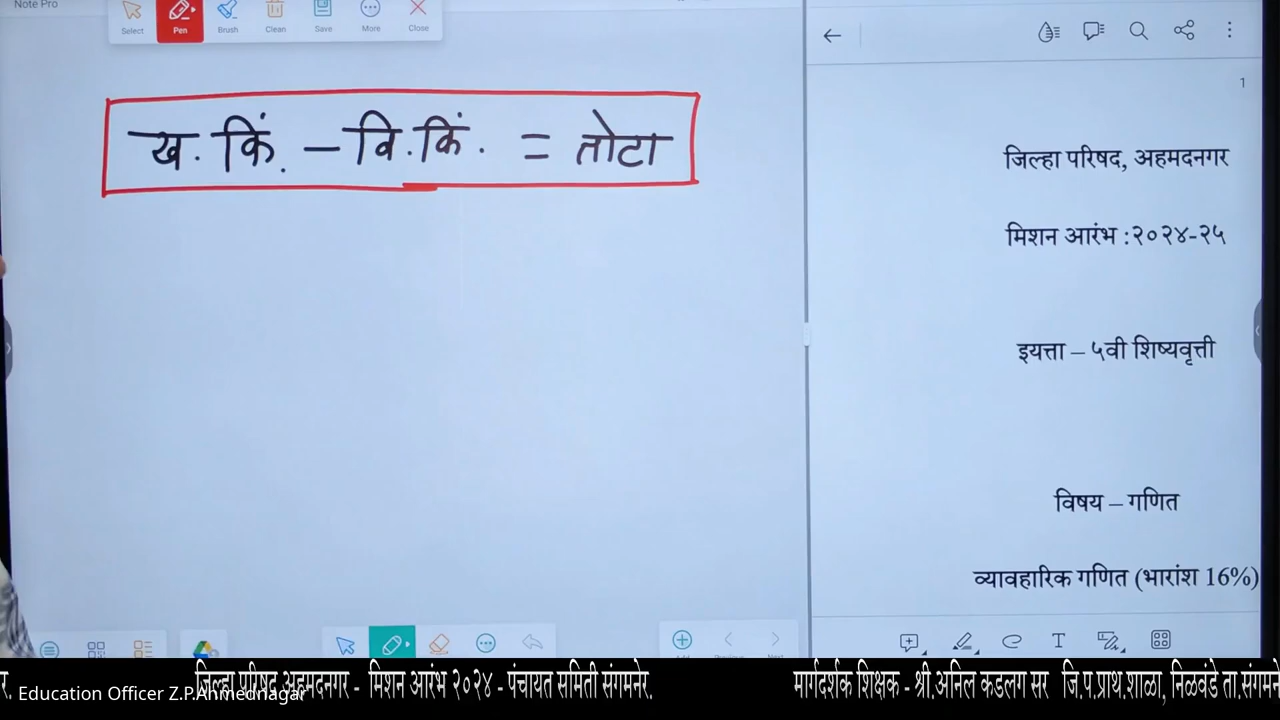 Note Pro
Select Pen Brush Clean Save More Close
ख. किं. – वि. किं. = तोटा
1
जिल्हा परिषद, अहमदनगर
मिशन आरंभ :२०२४-२५
इयत्ता – ५वी शिष्यवृत्ती
विषय – गणित
व्यावहारिक गणित (भारांश 16%)
र. जिल्हा परिषद अहमदनगर - मिशन आरंभ २०२४ - पंचायत समिती संगमनेर. मार्गदर्शक शिक्षक - श्री.अनिल कडलग सर जि.प.प्राथ.शाळा, निळवंडे ता.संगमने
Education Officer Z.P.Ahmednagar